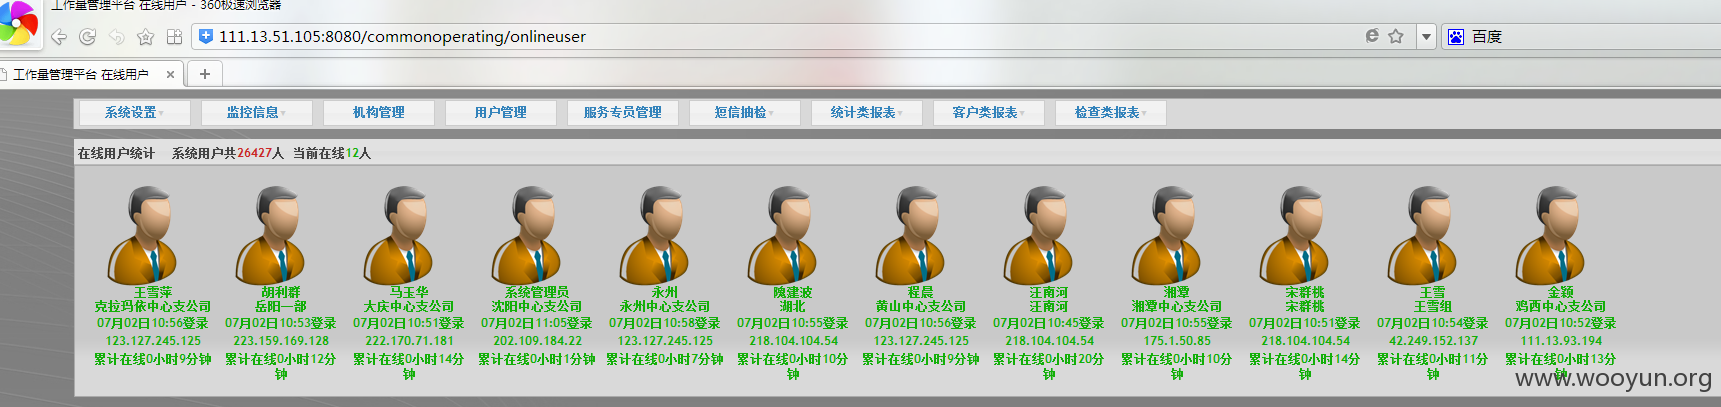 工作量管理平台 在线用户 - 360极速浏览器
111.13.51.105:8080/commonoperating/onlineuser
百度
工作量管理平台 在线用户
系统设置 监控信息 机构管理 用户管理 服务专员管理 短信抽检 统计类报表 客户类报表 检查类报表
在线用户统计 系统用户共26427人 当前在线12人
王雪萍 胡利群 马玉华 系统管理员 永州 隗建波 程晨 汪南河 湘潭 宋群桃 王雪 金颖
克拉玛依中心支公司 岳阳一部 大庆中心支公司 沈阳中心支公司 永州中心支公司 湖北 黄山中心支公司 汪南河 湘潭中心支公司 宋群桃 王雪组 鸡西中心支公司
07月02日10:56登录 07月02日10:53登录 07月02日10:51登录 07月02日11:05登录 07月02日10:58登录 07月02日10:55登录 07月02日10:56登录 07月02日10:45登录 07月02日10:55登录 07月02日10:51登录 07月02日10:54登录 07月02日10:52登录
123.127.245.125 223.159.169.128 222.170.71.181 202.109.184.22 123.127.245.125 218.104.104.54 123.127.245.125 218.104.104.54 175.1.50.85 218.104.104.54 42.249.152.137 111.13.93.194
累计在线0小时9分钟 累计在线0小时12分 累计在线0小时14分 累计在线0小时1分钟 累计在线0小时7分钟 累计在线0小时10分 累计在线0小时9分钟 累计在线0小时20分 累计在线0小时10分 累计在线0小时14分 累计在线0小时11分 累计在线0小时13分
钟 钟 钟 钟 钟 钟 钟 钟
www.wooyun.org